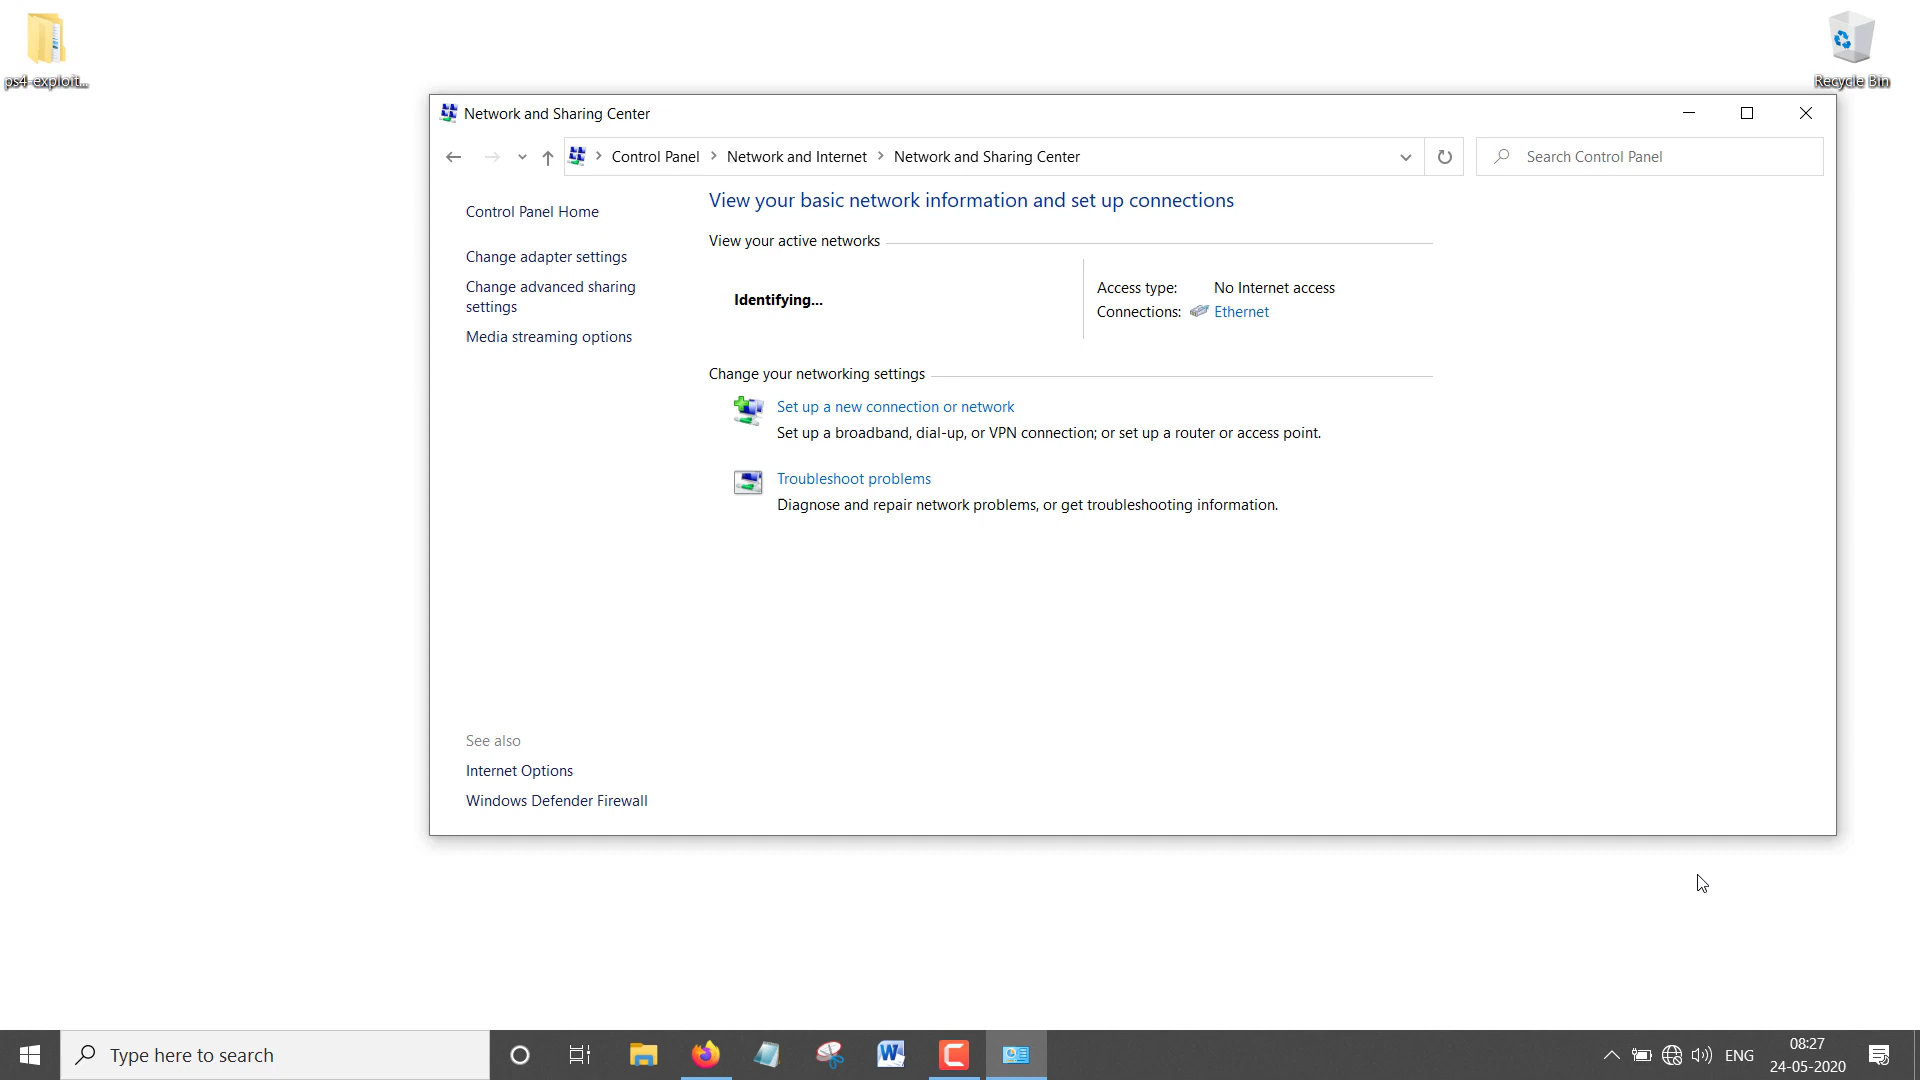 ps4-exploit...
Recycle Bin
Network and Sharing Center
Control Panel
Network and Internet
Network and Sharing Center
Search Control Panel
Control Panel Home
Change adapter settings
Change advanced sharing
settings
Media streaming options
See also
Internet Options
Windows Defender Firewall
View your basic network information and set up connections
View your active networks
Identifying...
Access type: No Internet access
Connections: Ethernet
Change your networking settings
Set up a new connection or network
Set up a broadband, dial-up, or VPN connection; or set up a router or access point.
Troubleshoot problems
Diagnose and repair network problems, or get troubleshooting information.
Type here to search
ENG
08:27
24-05-2020